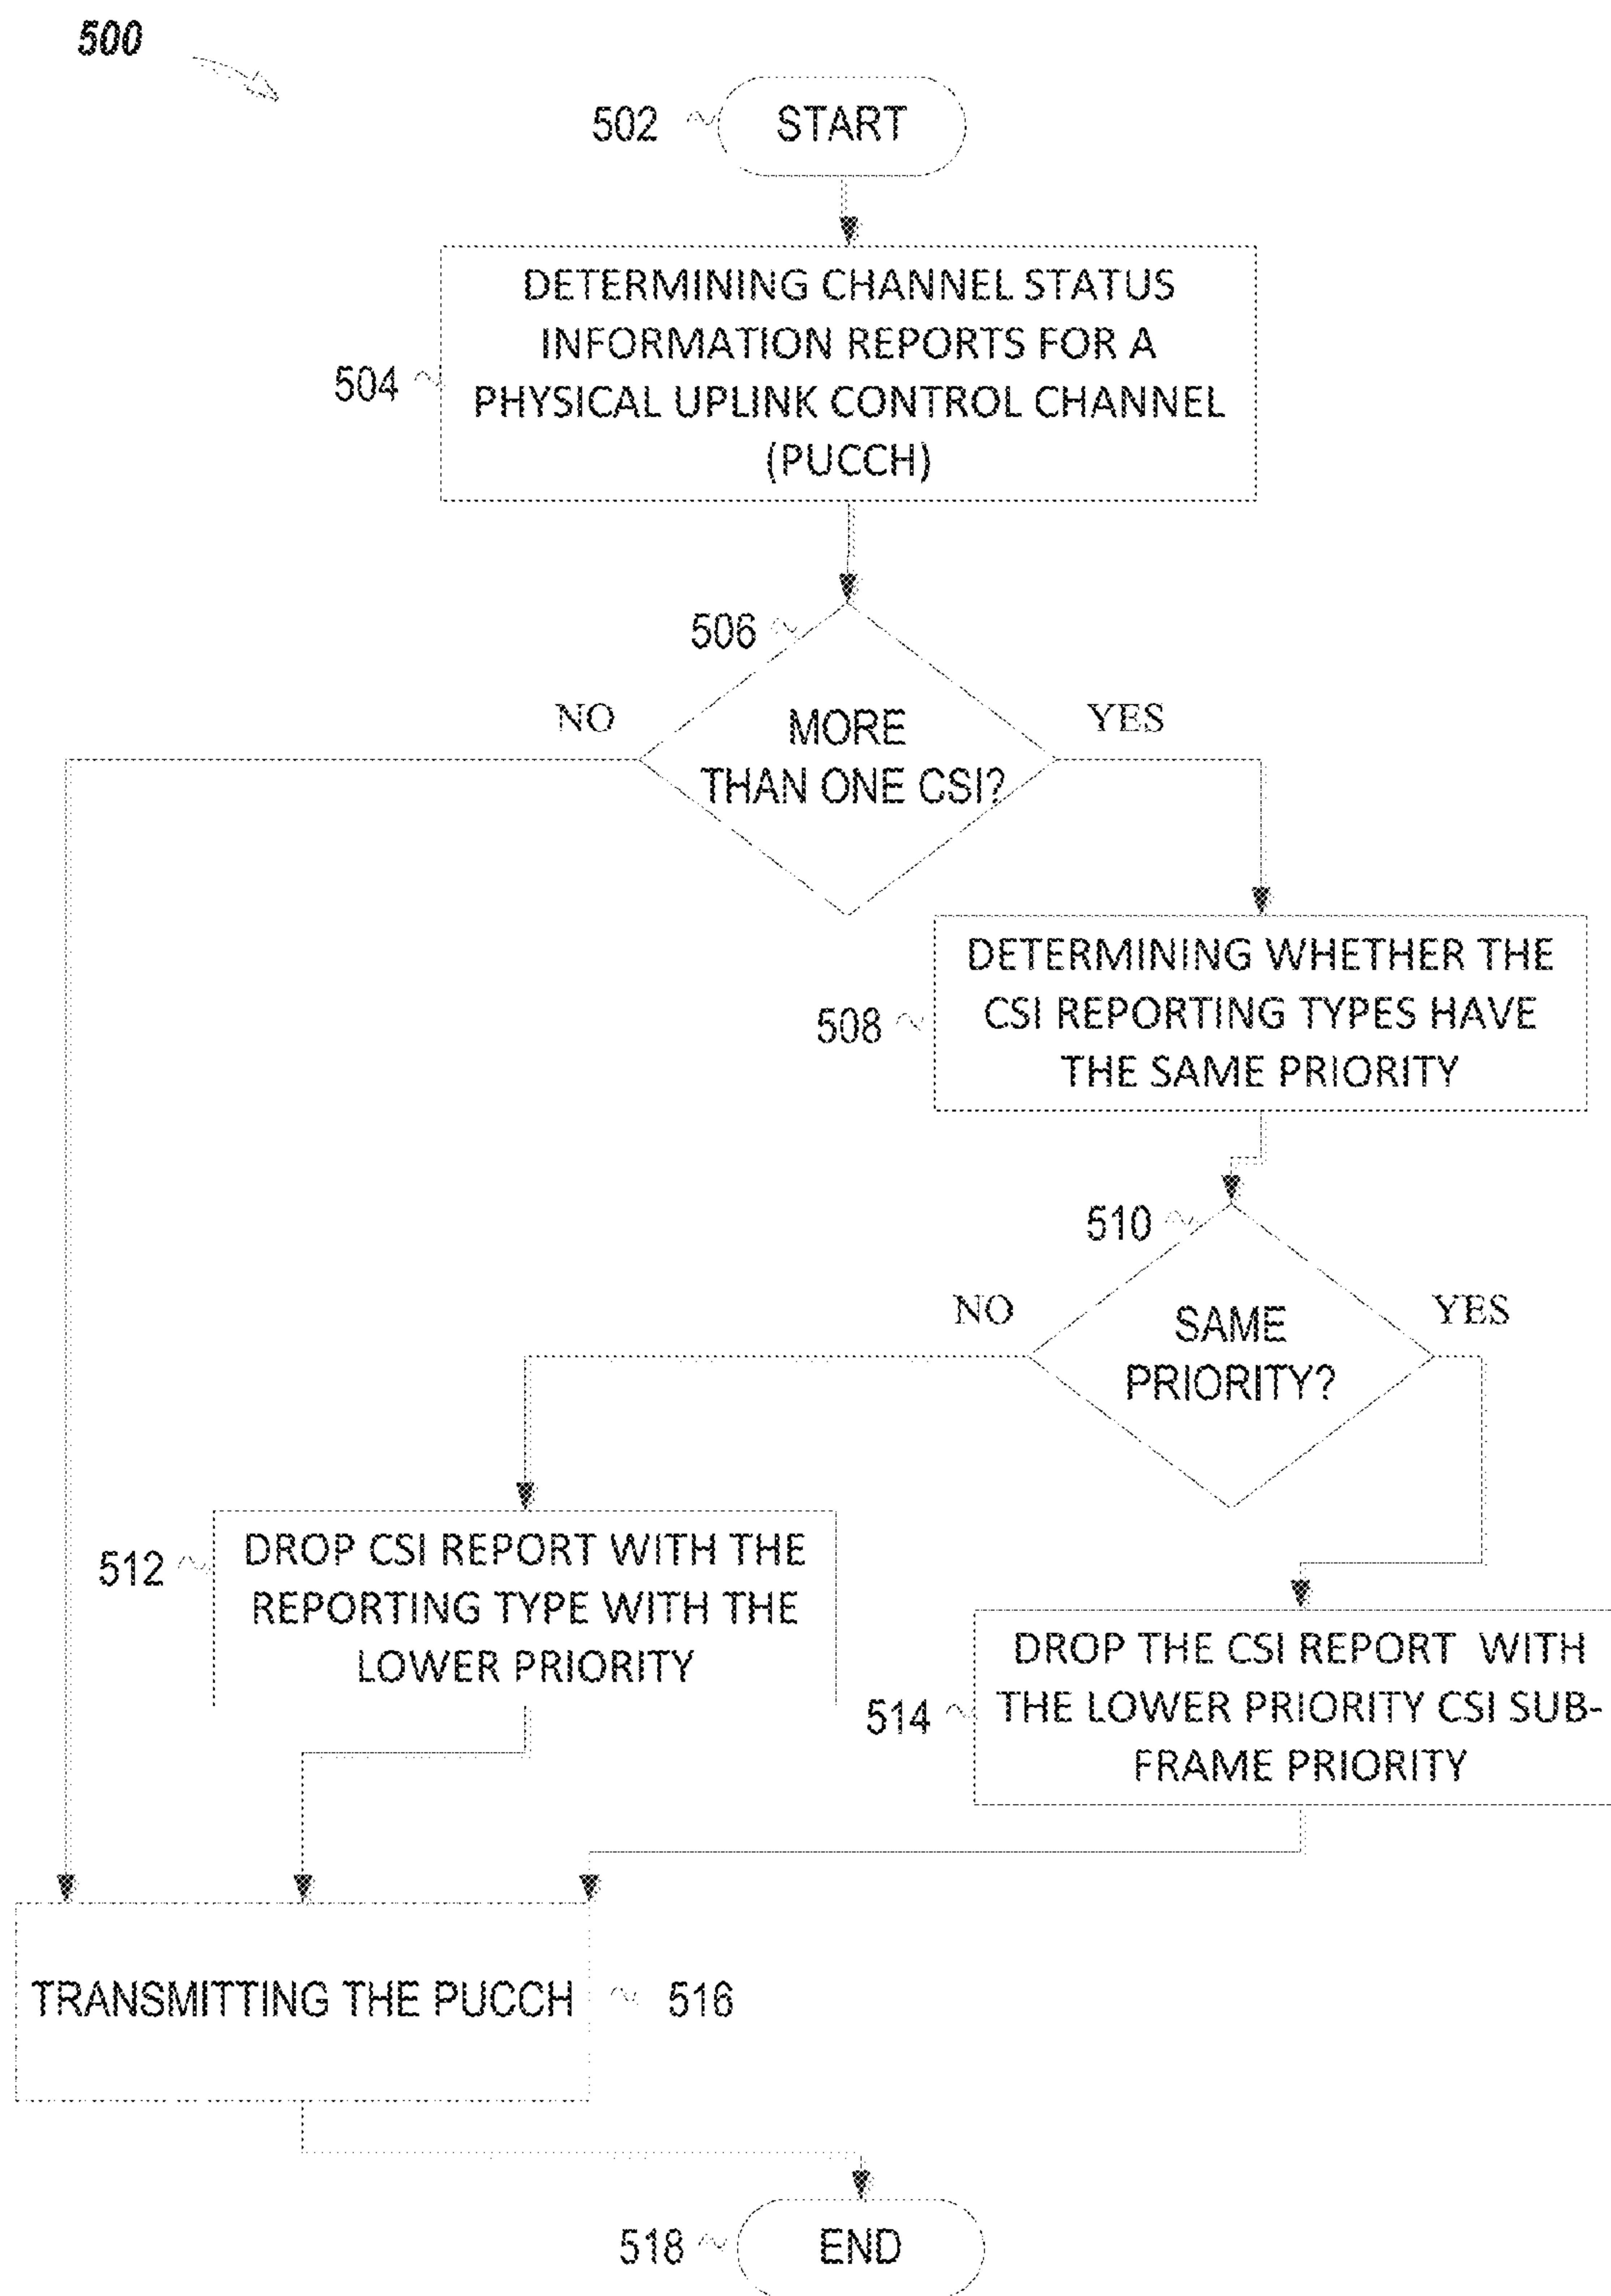 500
502
START
DETERMINING CHANNEL STATUS
INFORMATION REPORTS FOR A
PHYSICAL UPLINK CONTROL CHANNEL
(PUCCH)
504
506
NO
YES
MORE
THAN ONE CSI?
DETERMINING WHETHER THE
CSI REPORTING TYPES HAVE
THE SAME PRIORITY
508
510
NO
YES
SAME
PRIORITY?
512
DROP CSI REPORT WITH THE
REPORTING TYPE WITH THE
LOWER PRIORITY
514
DROP THE CSI REPORT WITH
THE LOWER PRIORITY CSI SUB-
FRAME PRIORITY
TRANSMITTING THE PUCCH
516
518
END